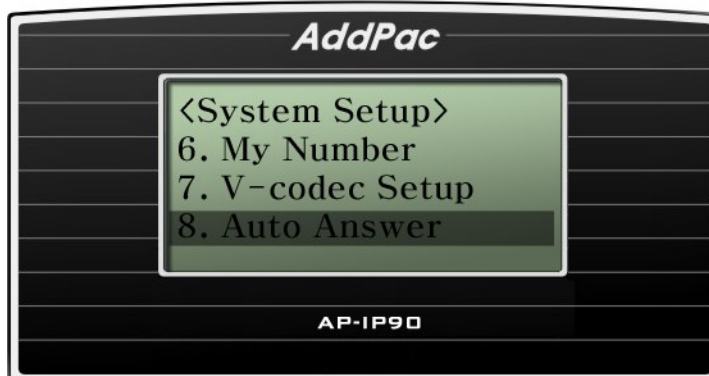 AddPac
<System Setup>
6. My Number
7. V-codec Setup
8. Auto Answer
AP-IP90